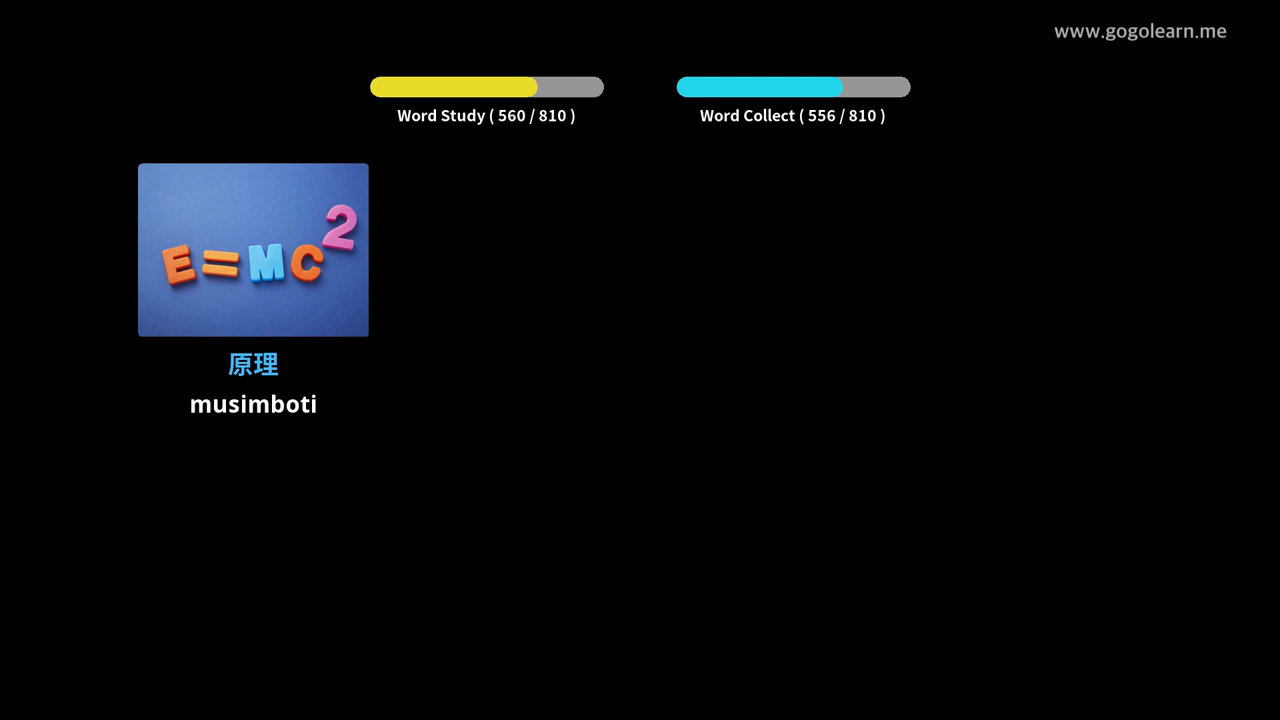 www.gogolearn.me
Word Study ( 560 / 810 )
Word Collect ( 556 / 810 )
E=MC²
原理
musimboti